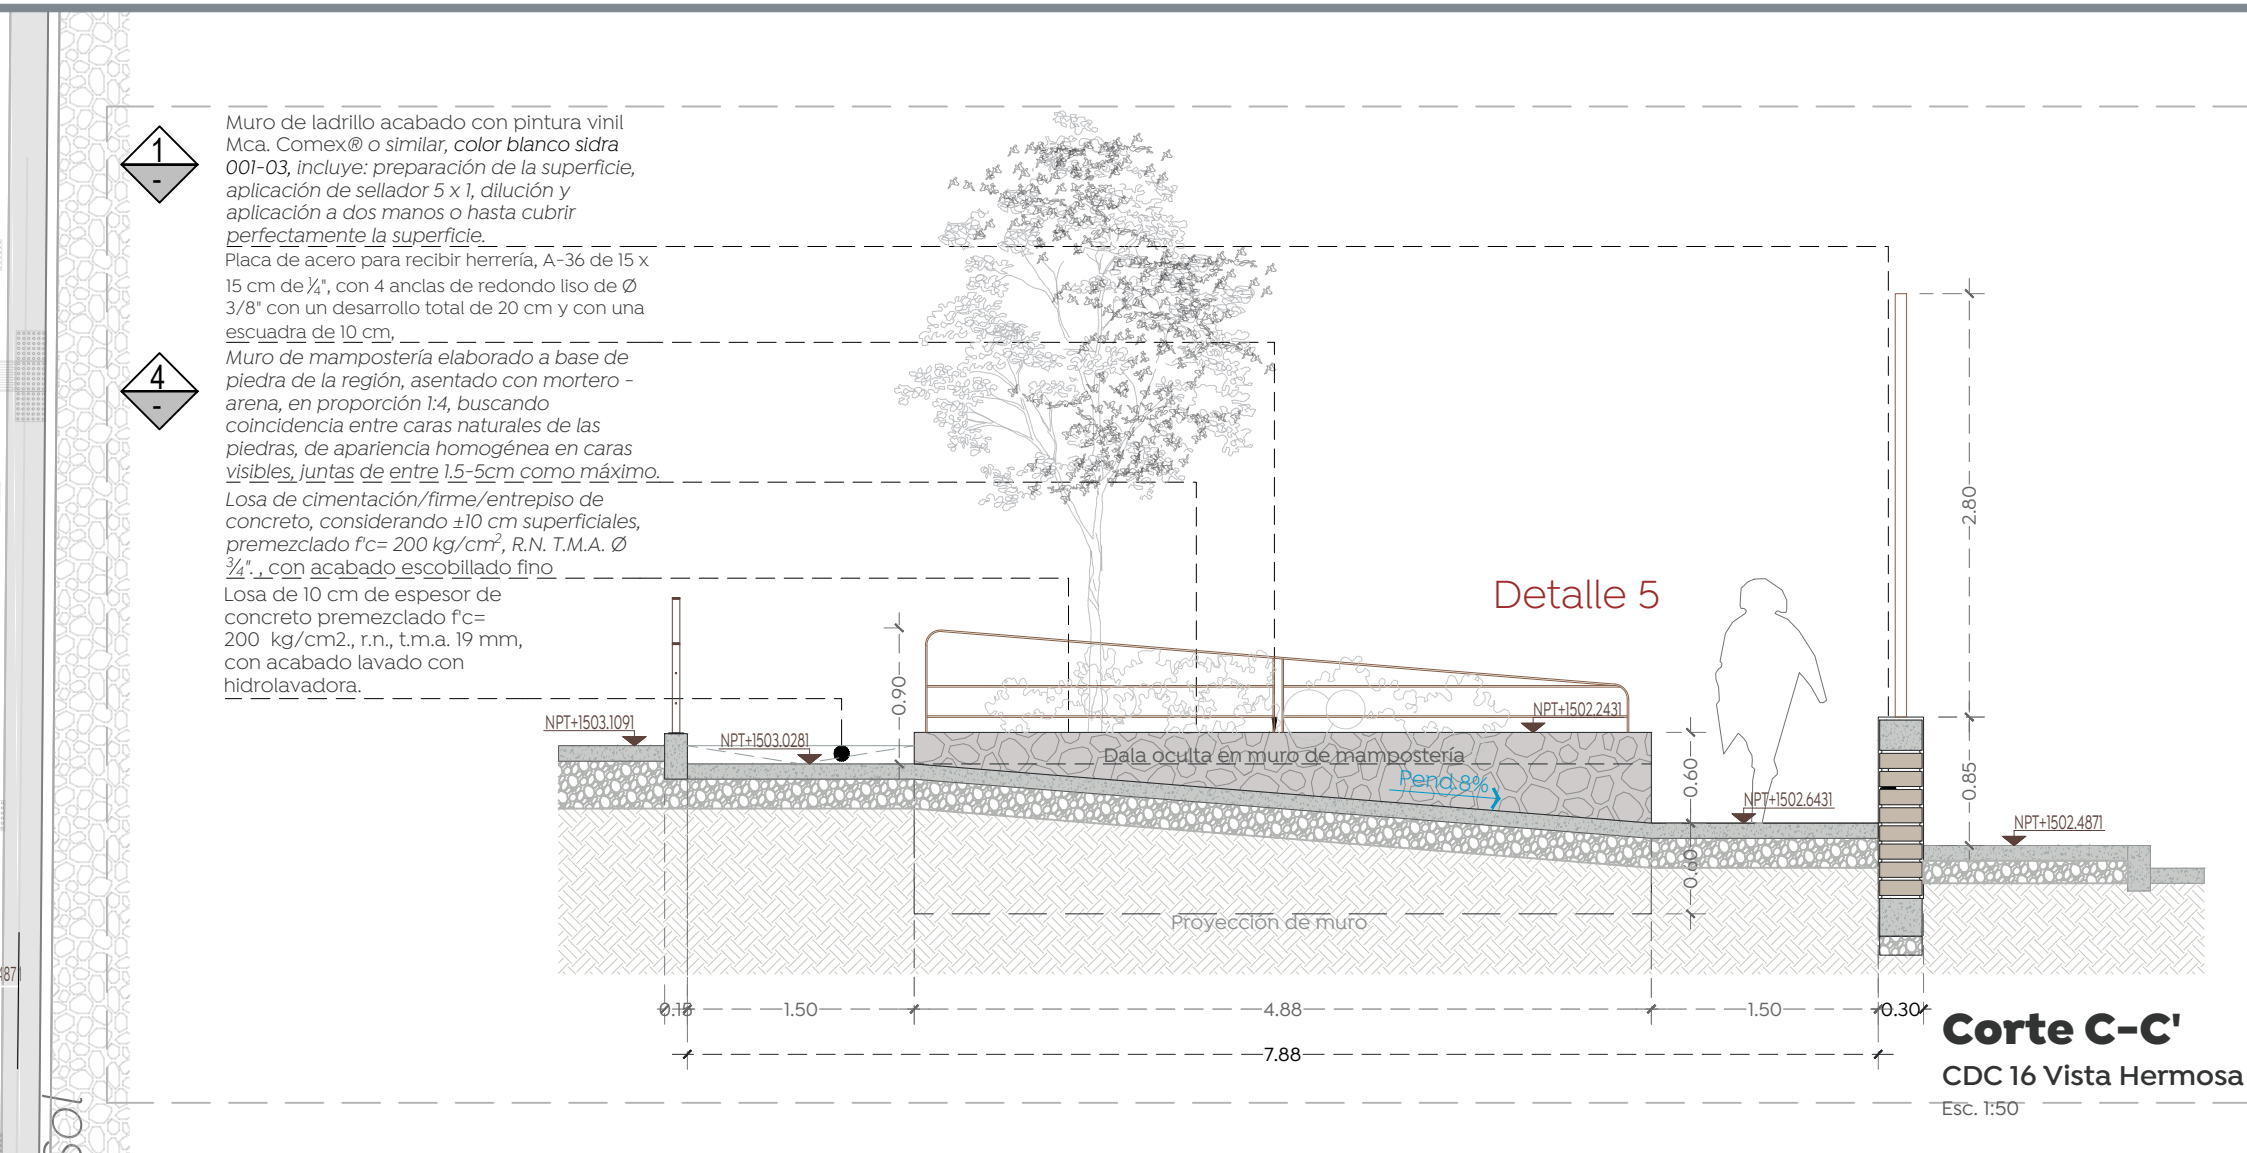 1
-
Muro de ladrillo acabado con pintura vinil
Mca. Comex® o similar, color blanco sidra
001-03, incluye: preparación de la superficie,
aplicación de sellador 5 x 1, dilución y
aplicación a dos manos o hasta cubrir
perfectamente la superficie.
Placa de acero para recibir herrería, A-36 de 15 x
15 cm de ¼", con 4 anclas de redondo liso de Ø
3/8" con un desarrollo total de 20 cm y con una
escuadra de 10 cm,
4
-
Muro de mampostería elaborado a base de
piedra de la región, asentado con mortero -
arena, en proporción 1:4, buscando
coincidencia entre caras naturales de las
piedras, de apariencia homogénea en caras
visibles, juntas de entre 1.5-5cm como máximo.
Losa de cimentación/firme/entrepiso de
concreto, considerando ±10 cm superficiales,
premezclado f'c= 200 kg/cm², R.N. T.M.A. Ø
¾". , con acabado escobillado fino
Losa de 10 cm de espesor de
concreto premezclado f'c=
200 kg/cm2., r.n., t.m.a. 19 mm,
con acabado lavado con
hidrolavadora.
Detalle 5
2.80
0.90
NPT+1503.1091
NPT+1503.0281
NPT+1502.2431
Dala oculta en muro de mampostería
Pend.8%
0.60
NPT+1502.6431
0.85
NPT+1502.4871
0.60
Proyección de muro
0.15
1.50
4.88
1.50
0.30
7.88
Corte C-C'
CDC 16 Vista Hermosa
Esc. 1:50